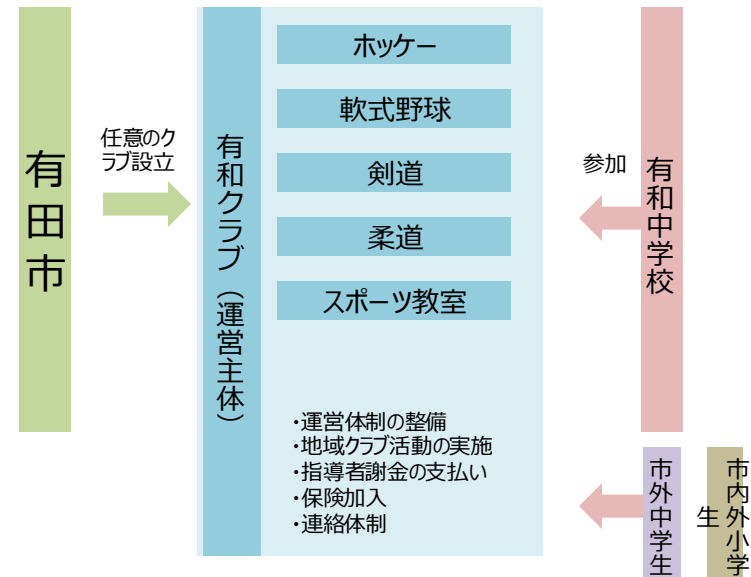 有田市
任意のク
ラブ設立
有和クラブ（運営主体）
ホッケー
軟式野球
剣道
柔道
スポーツ教室
・運営体制の整備
・地域クラブ活動の実施
・指導者謝金の支払い
・保険加入
・連絡体制
参加
有和中学校
市外中学生
市内外小学
生